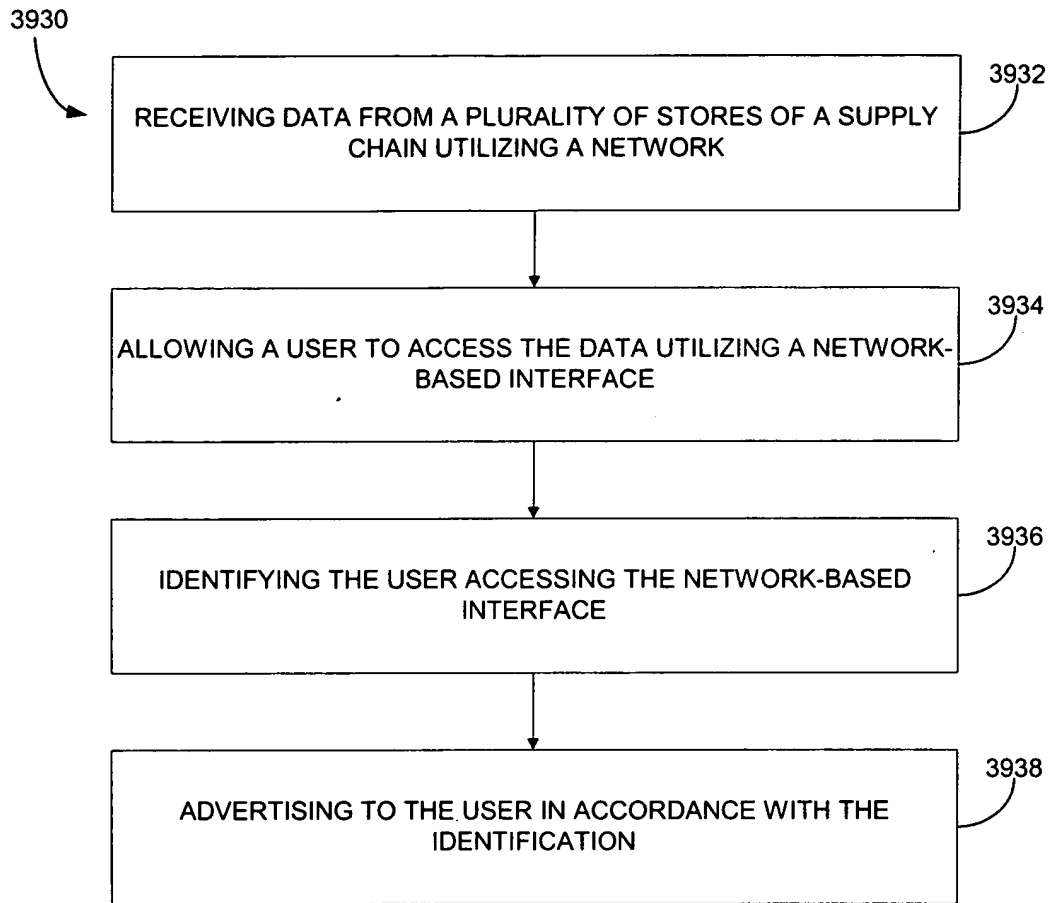 3930
3932
RECEIVING DATA FROM A PLURALITY OF STORES OF A SUPPLY
CHAIN UTILIZING A NETWORK
3934
ALLOWING A USER TO ACCESS THE DATA UTILIZING A NETWORK-
BASED INTERFACE
3936
IDENTIFYING THE USER ACCESSING THE NETWORK-BASED
INTERFACE
3938
ADVERTISING TO THE USER IN ACCORDANCE WITH THE
IDENTIFICATION